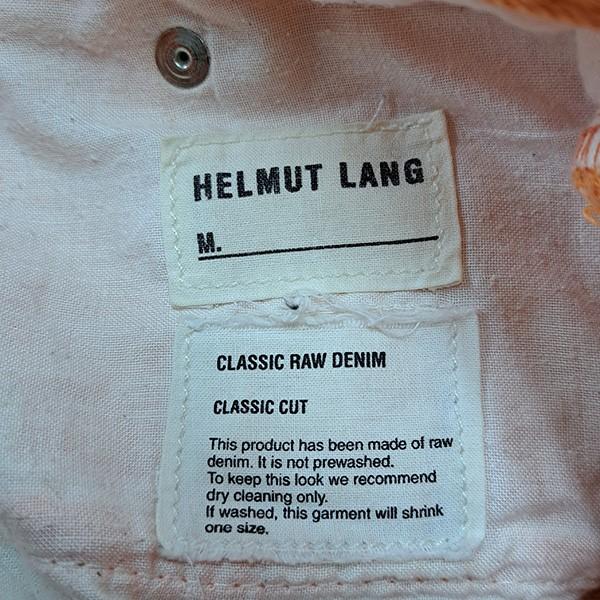 HELMUT LANG
M.
CLASSIC RAW DENIM
CLASSIC CUT
This product has been made of raw
denim. It is not prewashed.
To keep this look we recommend
dry cleaning only.
If washed, this garment will shrink
one size.